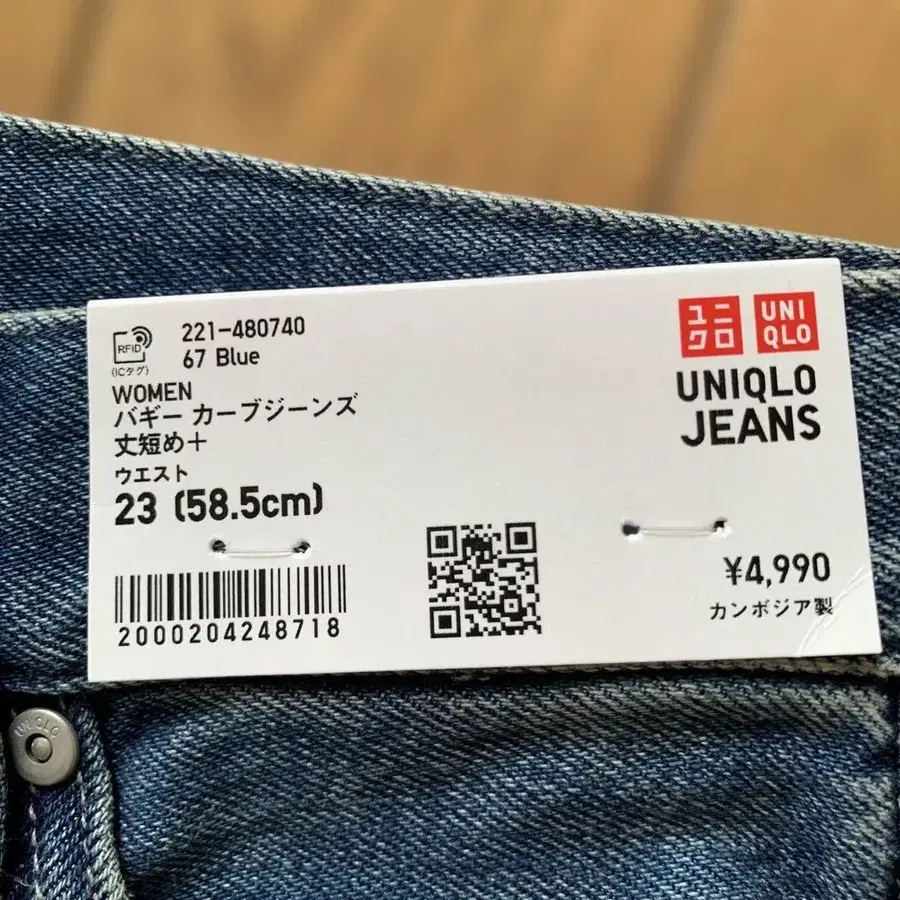 RFID
(ICタグ)
221-480740
67 Blue
WOMEN
バギー カーブジーンズ
丈短め+
ウエスト
23 (58.5cm)
2000204248718
ユニ
クロ
UNI
QLO
UNIQLO
JEANS
¥4,990
カンボジア製
UNIQLO